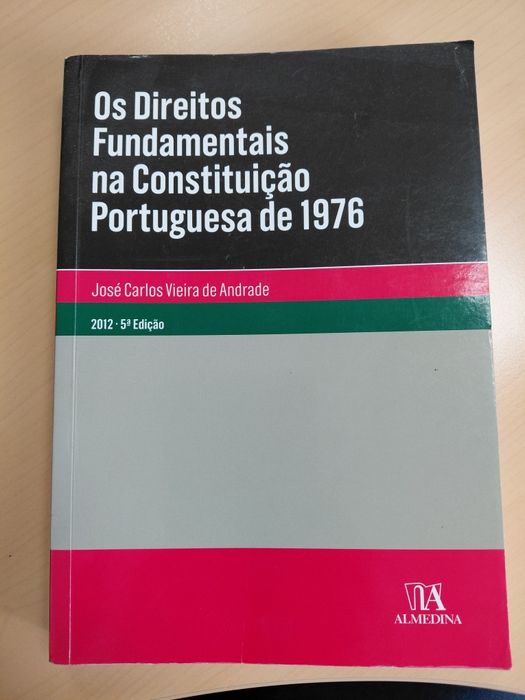 Os Direitos
Fundamentais
na Constituição
Portuguesa de 1976
José Carlos Vieira de Andrade
2012 · 5ª Edição
ALMEDINA